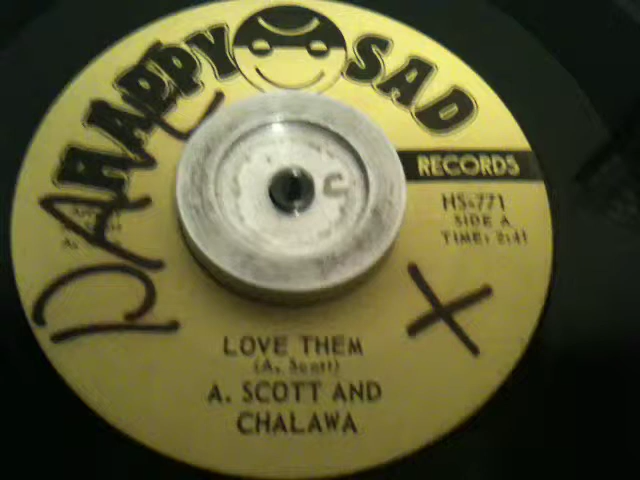 HAPPY SAD
RECORDS
HS-771
SIDE A
TIME: 2:41
LOVE THEM
(A. Scott)
A. SCOTT AND
CHALAWA